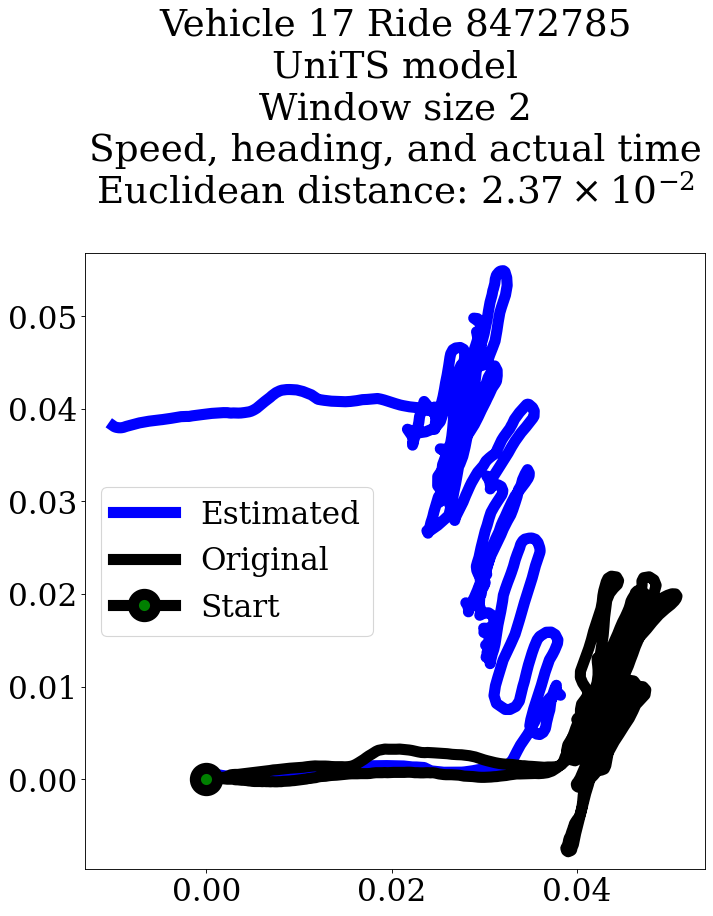 Vehicle 17 Ride 8472785
UniTS model
Window size 2
Speed, heading, and actual time
Euclidean distance: 2.37 × 10⁻²
0.05
0.04
0.03
0.02
0.01
0.00
Estimated
Original
Start
0.00 0.02 0.04